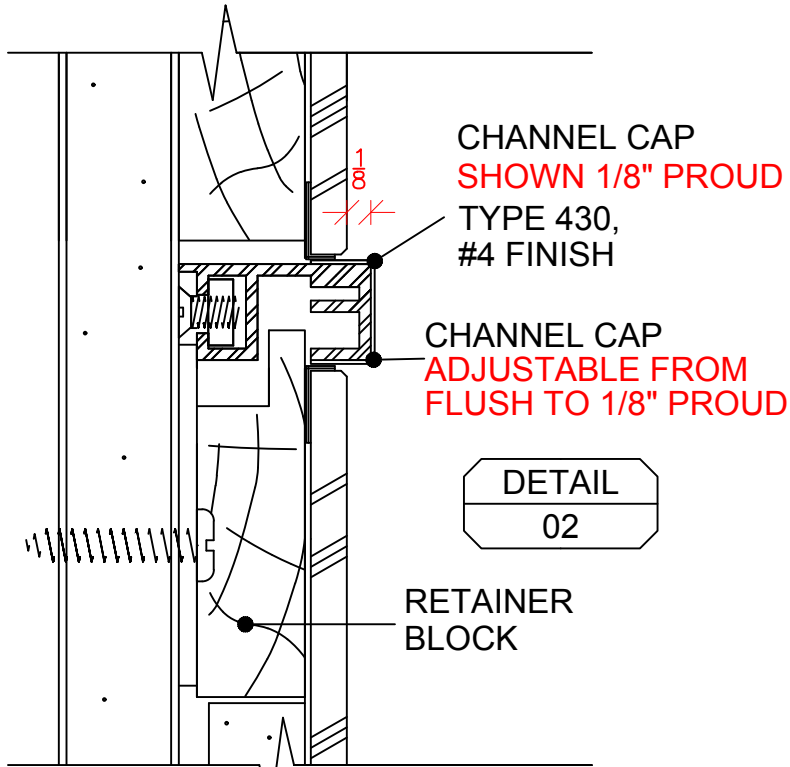 CHANNEL CAP
SHOWN 1/8" PROUD
TYPE 430,
#4 FINISH
1/8
CHANNEL CAP
ADJUSTABLE FROM
FLUSH TO 1/8" PROUD
DETAIL
02
RETAINER
BLOCK